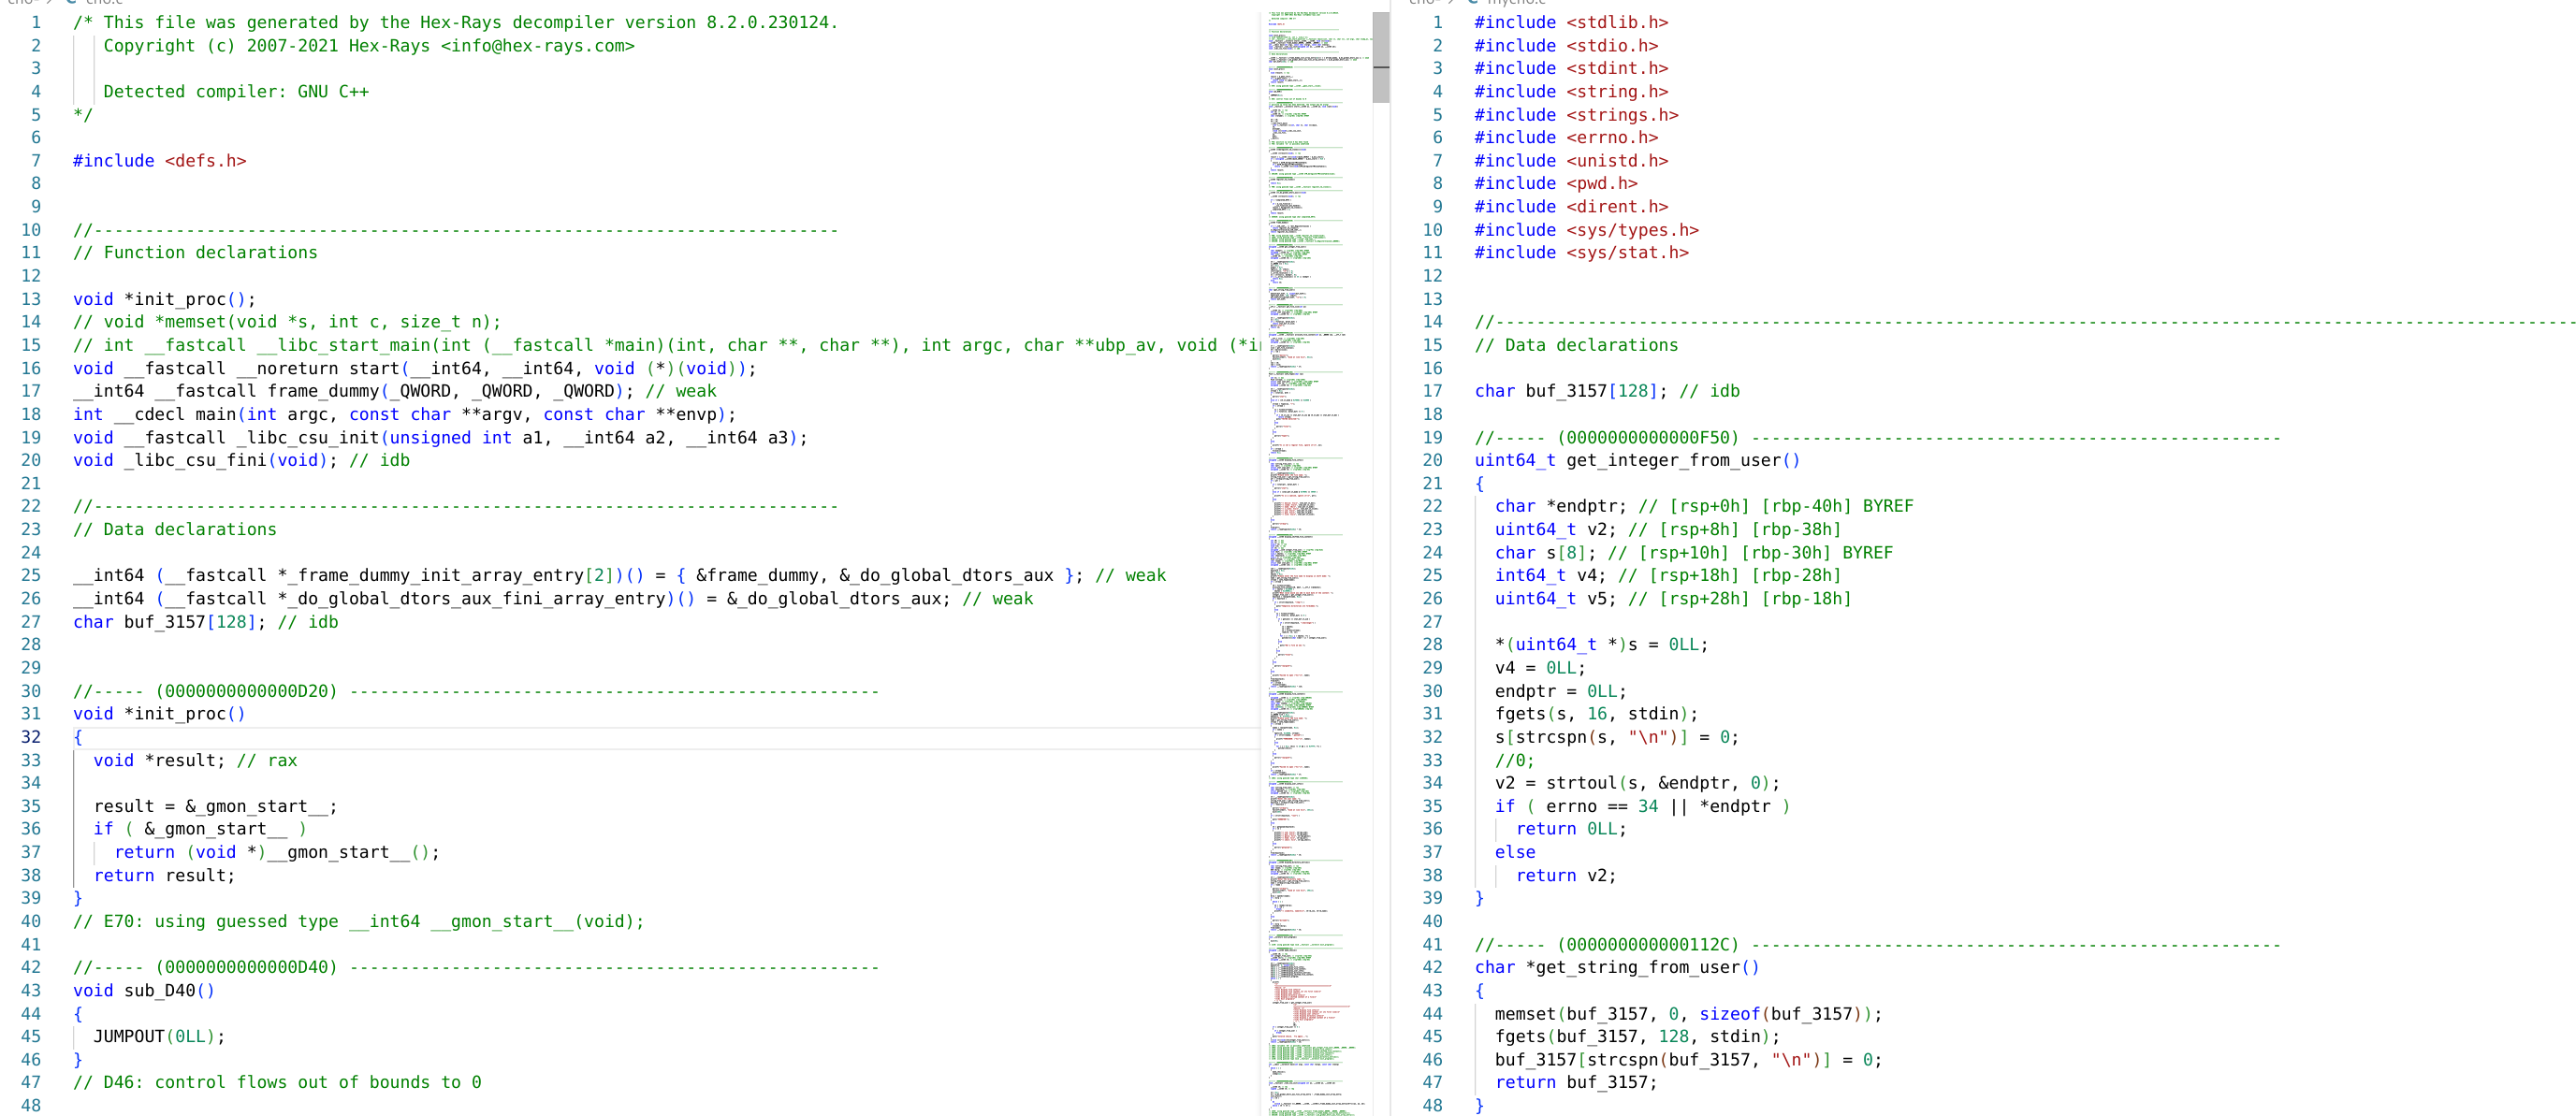 1 /* This file was generated by the Hex-Rays decompiler version 8.2.0.230124.
2 Copyright (c) 2007-2021 Hex-Rays <info@hex-rays.com>
3
4 Detected compiler: GNU C++
5 */
6
7 #include <defs.h>
8
9
10 //-------------------------------------------------------------------------
11 // Function declarations
12
13 void *init_proc();
14 // void *memset(void *s, int c, size_t n);
15 // int __fastcall __libc_start_main(int (__fastcall *main)(int, char **, char **), int argc, char **ubp_av, void (*i
16 void __fastcall __noreturn start(__int64, __int64, void (*)(void));
17 __int64 __fastcall frame_dummy(_QWORD, _QWORD, _QWORD); // weak
18 int __cdecl main(int argc, const char **argv, const char **envp);
19 void __fastcall _libc_csu_init(unsigned int a1, __int64 a2, __int64 a3);
20 void _libc_csu_fini(void); // idb
21
22 //-------------------------------------------------------------------------
23 // Data declarations
24
25 __int64 (__fastcall *_frame_dummy_init_array_entry[2])() = { &frame_dummy, &_do_global_dtors_aux }; // weak
26 __int64 (__fastcall *_do_global_dtors_aux_fini_array_entry)() = &_do_global_dtors_aux; // weak
27 char buf_3157[128]; // idb
28
29
30 //----- (0000000000000D20) ----------------------------------------------------
31 void *init_proc()
32 {
33 void *result; // rax
34
35 result = &_gmon_start__;
36 if ( &_gmon_start__ )
37 return (void *)__gmon_start__();
38 return result;
39 }
40 // E70: using guessed type __int64 __gmon_start__(void);
41
42 //----- (0000000000000D40) ----------------------------------------------------
43 void sub_D40()
44 {
45 JUMPOUT(0LL);
46 }
47 // D46: control flows out of bounds to 0
48
1 #include <stdlib.h>
2 #include <stdio.h>
3 #include <stdint.h>
4 #include <string.h>
5 #include <strings.h>
6 #include <errno.h>
7 #include <unistd.h>
8 #include <pwd.h>
9 #include <dirent.h>
10 #include <sys/types.h>
11 #include <sys/stat.h>
12
13
14 //----------------------------------------------------------------------------------------------------------
15 // Data declarations
16
17 char buf_3157[128]; // idb
18
19 //----- (0000000000000F50) ----------------------------------------------------
20 uint64_t get_integer_from_user()
21 {
22 char *endptr; // [rsp+0h] [rbp-40h] BYREF
23 uint64_t v2; // [rsp+8h] [rbp-38h]
24 char s[8]; // [rsp+10h] [rbp-30h] BYREF
25 int64_t v4; // [rsp+18h] [rbp-28h]
26 uint64_t v5; // [rsp+28h] [rbp-18h]
27
28 *(uint64_t *)s = 0LL;
29 v4 = 0LL;
30 endptr = 0LL;
31 fgets(s, 16, stdin);
32 s[strcspn(s, "\n")] = 0;
33 //0;
34 v2 = strtoul(s, &endptr, 0);
35 if ( errno == 34 || *endptr )
36 return 0LL;
37 else
38 return v2;
39 }
40
41 //----- (000000000000112C) ----------------------------------------------------
42 char *get_string_from_user()
43 {
44 memset(buf_3157, 0, sizeof(buf_3157));
45 fgets(buf_3157, 128, stdin);
46 buf_3157[strcspn(buf_3157, "\n")] = 0;
47 return buf_3157;
48 }